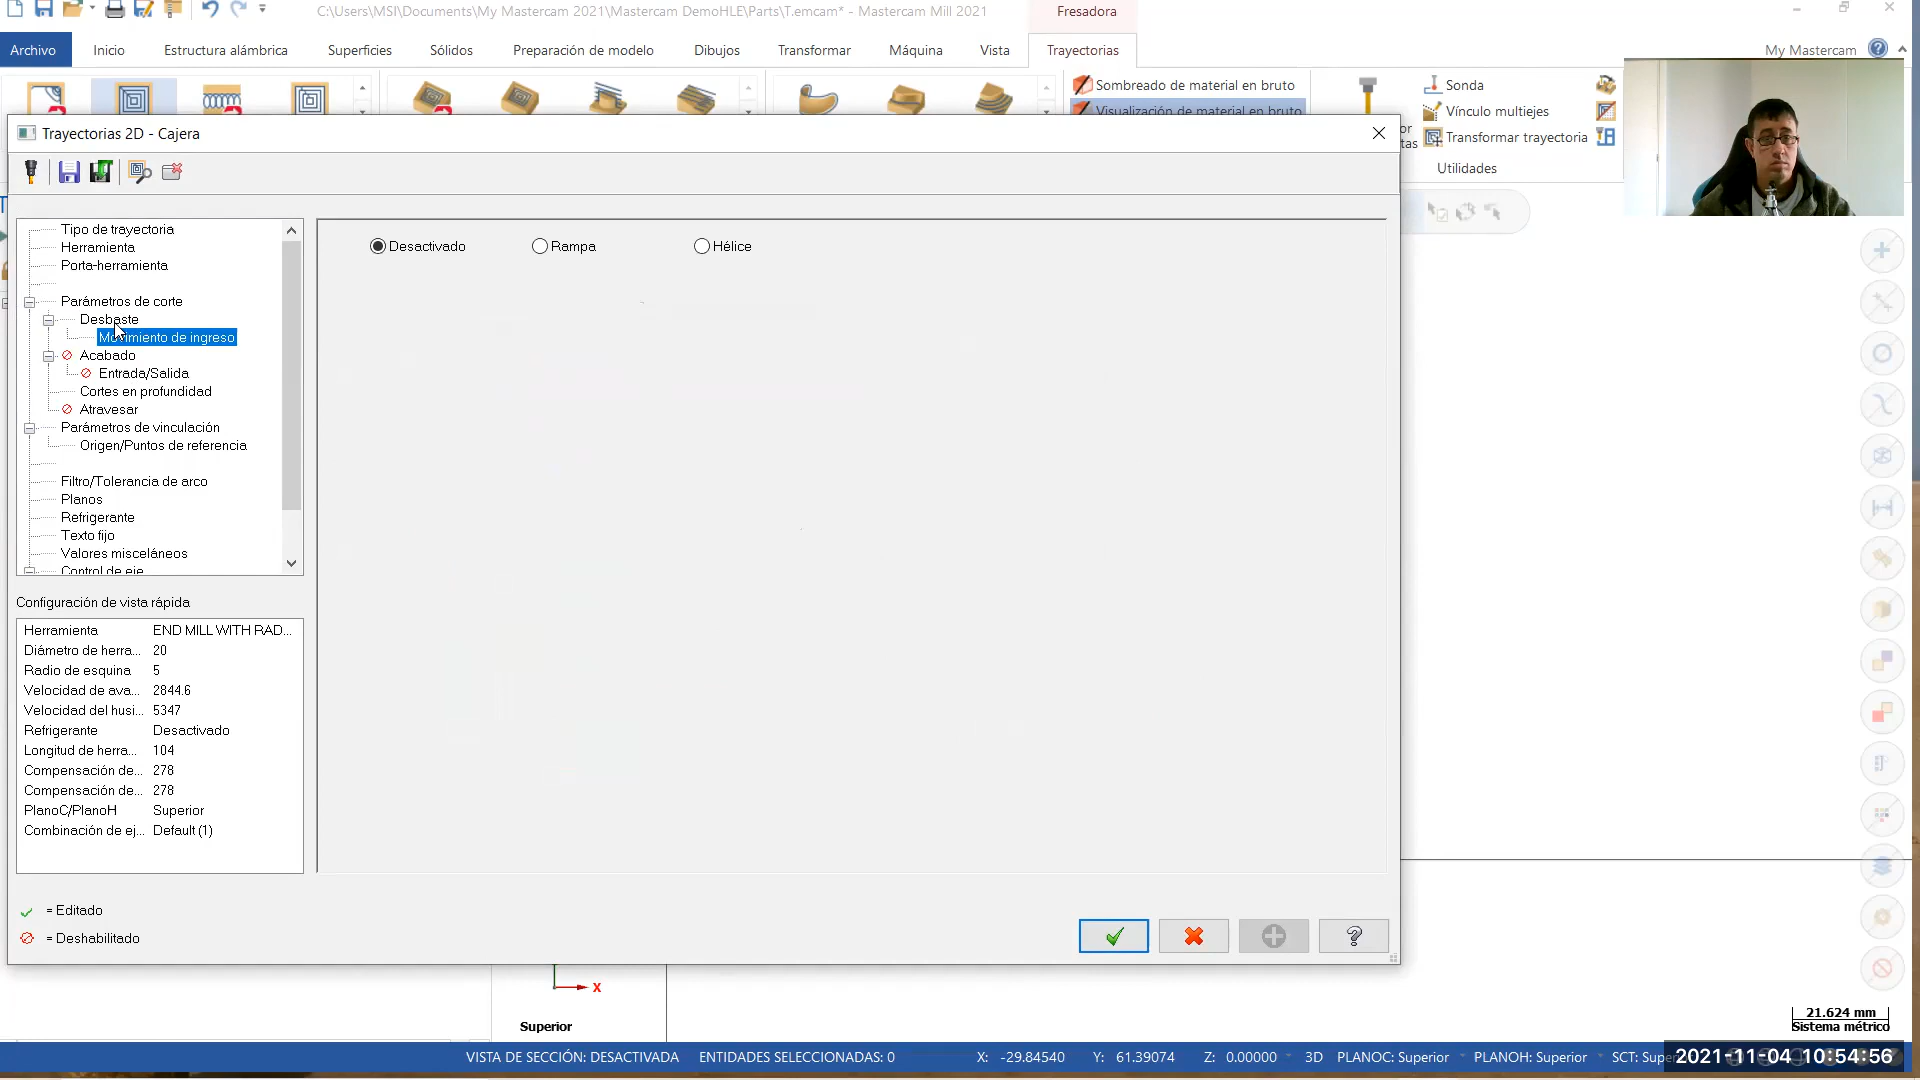 C:\Users\MSI\Documents\My Mastercam 2021\Mastercam DemoHLE\Parts\T.emcam* - Mastercam Mill 2021
Fresadora
Archivo
Inicio
Estructura alámbrica
Superficies
Sólidos
Preparación de modelo
Dibujos
Transformar
Máquina
Vista
Trayectorias
My Mastercam
Sombreado de material en bruto
Visualización de material en bruto
Sonda
Vínculo multiejes
Transformar trayectoria
Utilidades
Trayectorias 2D - Cajera
Tipo de trayectoria
Herramienta
Porta-herramienta
Parámetros de corte
Desbaste
Movimiento de ingreso
Acabado
Entrada/Salida
Cortes en profundidad
Atravesar
Parámetros de vinculación
Origen/Puntos de referencia
Filtro/Tolerancia de arco
Planos
Refrigerante
Texto fijo
Valores misceláneos
Control de eje
Desactivado
Rampa
Hélice
Configuración de vista rápida
Herramienta END MILL WITH RAD...
Diámetro de herra... 20
Radio de esquina 5
Velocidad de ava... 2844.6
Velocidad del husi... 5347
Refrigerante Desactivado
Longitud de herra... 104
Compensación de... 278
Compensación de... 278
PlanoC/PlanoH Superior
Combinación de ej... Default (1)
= Editado
= Deshabilitado
X
Superior
21.624 mm
Sistema métrico
VISTA DE SECCIÓN: DESACTIVADA ENTIDADES SELECCIONADAS: 0 X: -29.84540 Y: 61.39074 Z: 0.00000 3D PLANOC: Superior PLANOH: Superior SCT: Supe
2021-11-04 10:54:56